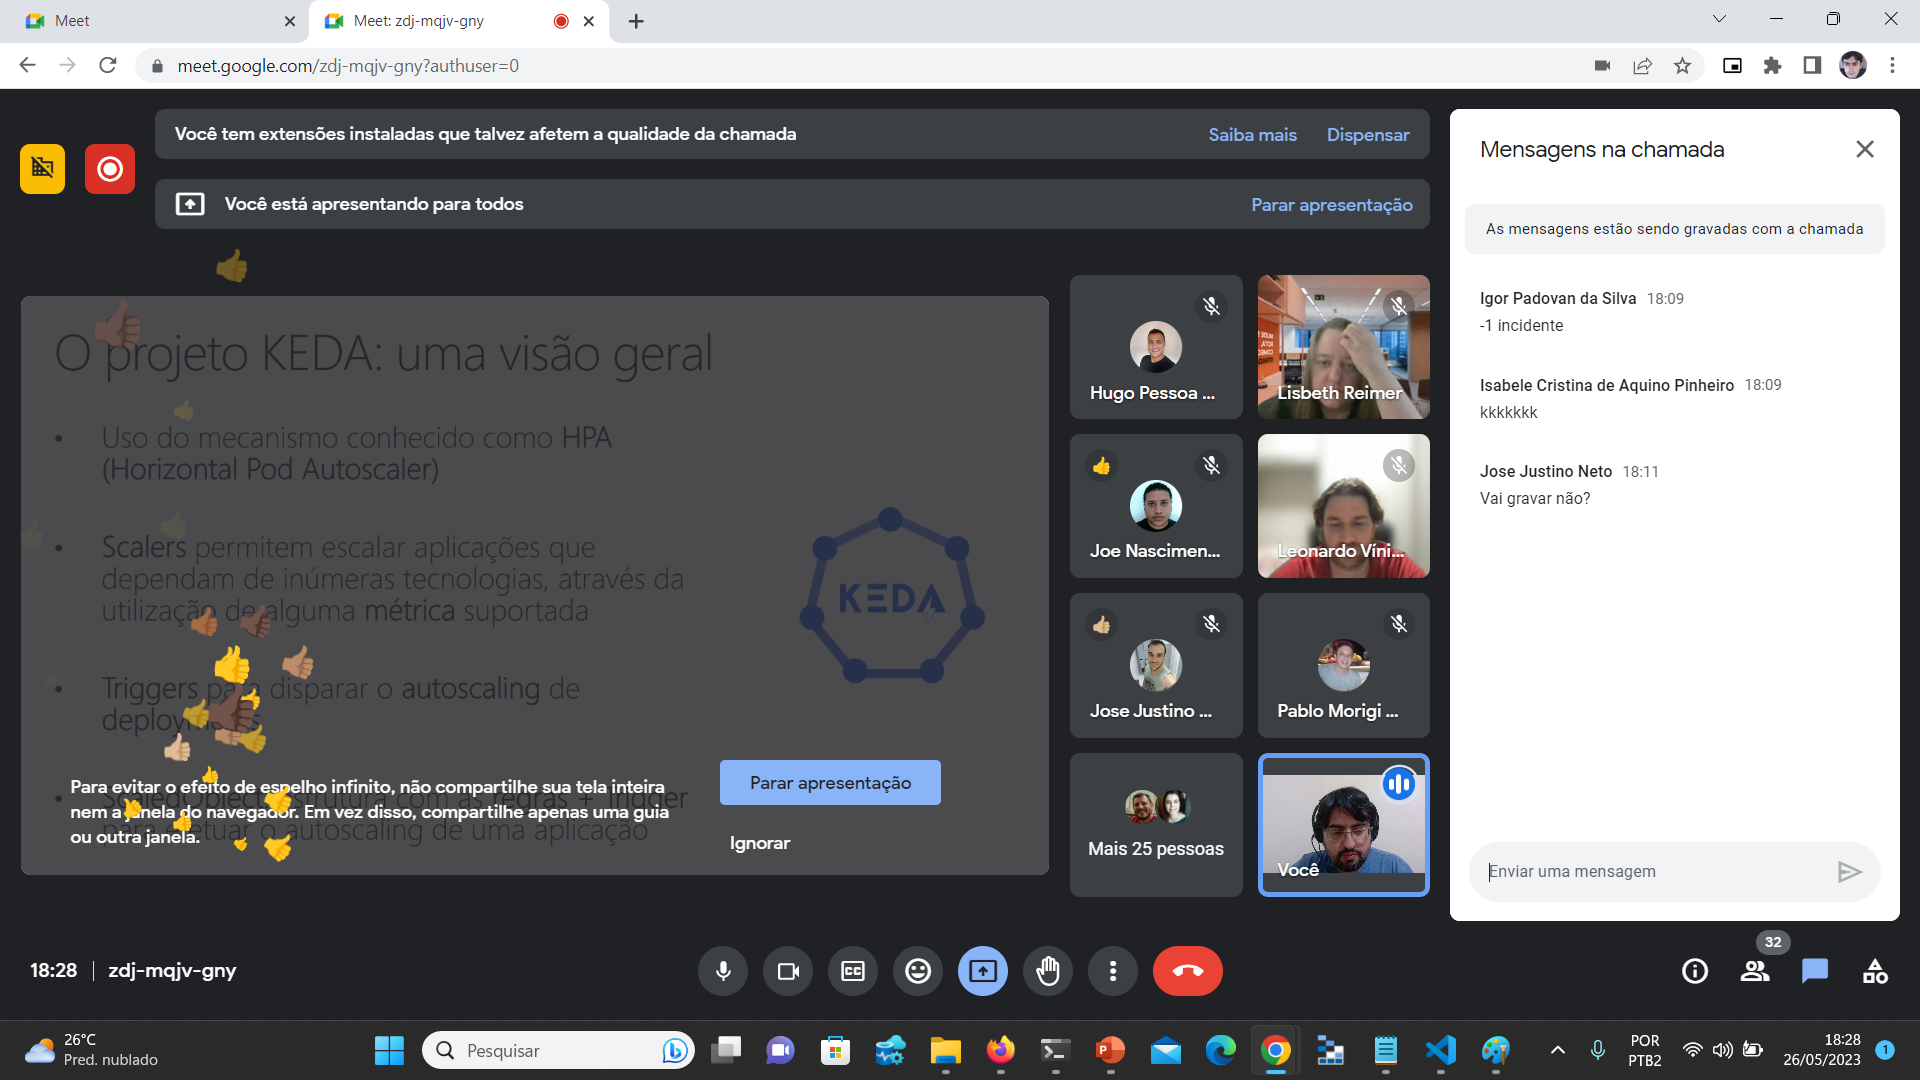 Meet
Meet: zdj-mqjv-gny
meet.google.com/zdj-mqjv-gny?authuser=0
Você tem extensões instaladas que talvez afetem a qualidade da chamada
Saiba mais
Dispensar
Você está apresentando para todos
Parar apresentação
O projeto KEDA: uma visão geral
• Uso do mecanismo conhecido como HPA
(Horizontal Pod Autoscaler)
• Scalers permitem escalar aplicações que
dependam de inúmeras tecnologias, através da
utilização de alguma métrica suportada
• Triggers para disparar o autoscaling de
deployments
• ScaledObject: estrutura com as regras + Trigger
para efetuar o autoscaling de uma aplicação
KEDA
Para evitar o efeito de espelho infinito, não compartilhe sua tela inteira
nem a janela do navegador. Em vez disso, compartilhe apenas uma guia
ou outra janela.
Parar apresentação
Ignorar
Hugo Pessoa ...
Lisbeth Reimer
Joe Nascimen...
Leonardo Víni...
Jose Justino ...
Pablo Morigi ...
Mais 25 pessoas
Você
Mensagens na chamada
As mensagens estão sendo gravadas com a chamada
Igor Padovan da Silva 18:09
-1 incidente
Isabele Cristina de Aquino Pinheiro 18:09
kkkkkkk
Jose Justino Neto 18:11
Vai gravar não?
Enviar uma mensagem
18:28
zdj-mqjv-gny
32
26°C
Pred. nublado
Pesquisar
POR
PTB2
18:28
26/05/2023
1